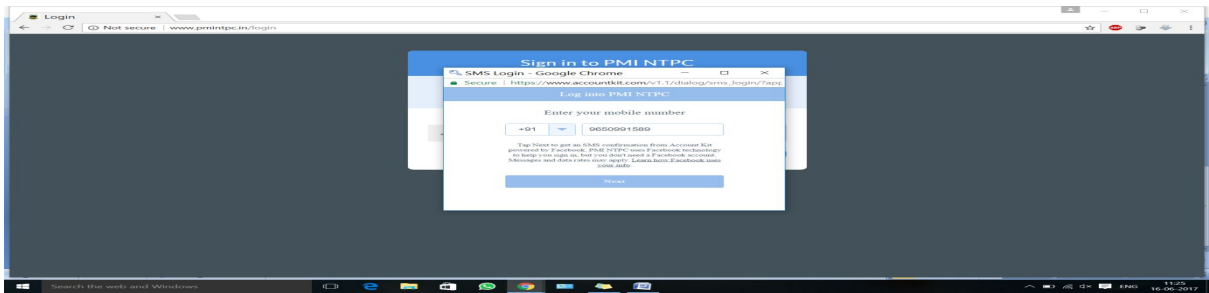 Login
Not secure | www.pmintpc.in/login
Sign in to PMI NTPC
SMS Login - Google Chrome
Secure | https://www.accountkit.com/v1.1/dialog/sms_login/?app
Log into PMI NTPC
Enter your mobile number
+91 9650991589
Tap Next to get an SMS confirmation from Account Kit
powered by Facebook. PMI NTPC uses Facebook technology
to help you sign in, but you don't need a Facebook account.
Messages and data rates may apply. Learn how Facebook uses
your info.
Next
Search the web and Windows
ENG
11:25
16-06-2017